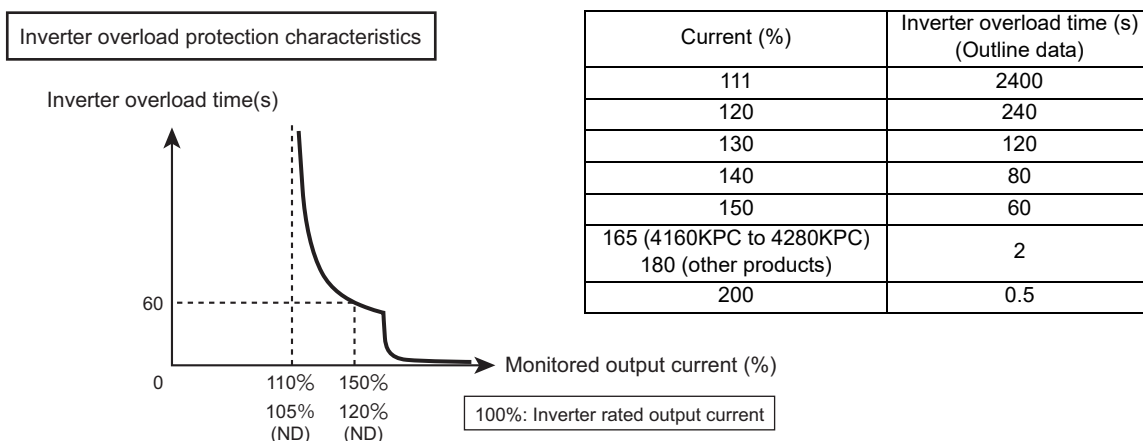 Inverter overload protection characteristics
Inverter overload time(s)
60
0
110%
150%
105%
(ND)
120%
(ND)
Monitored output current (%)
100%: Inverter rated output current
Current (%)
Inverter overload time (s)
(Outline data)
111
2400
120
240
130
120
140
80
150
60
165 (4160KPC to 4280KPC)
180 (other products)
2
200
0.5